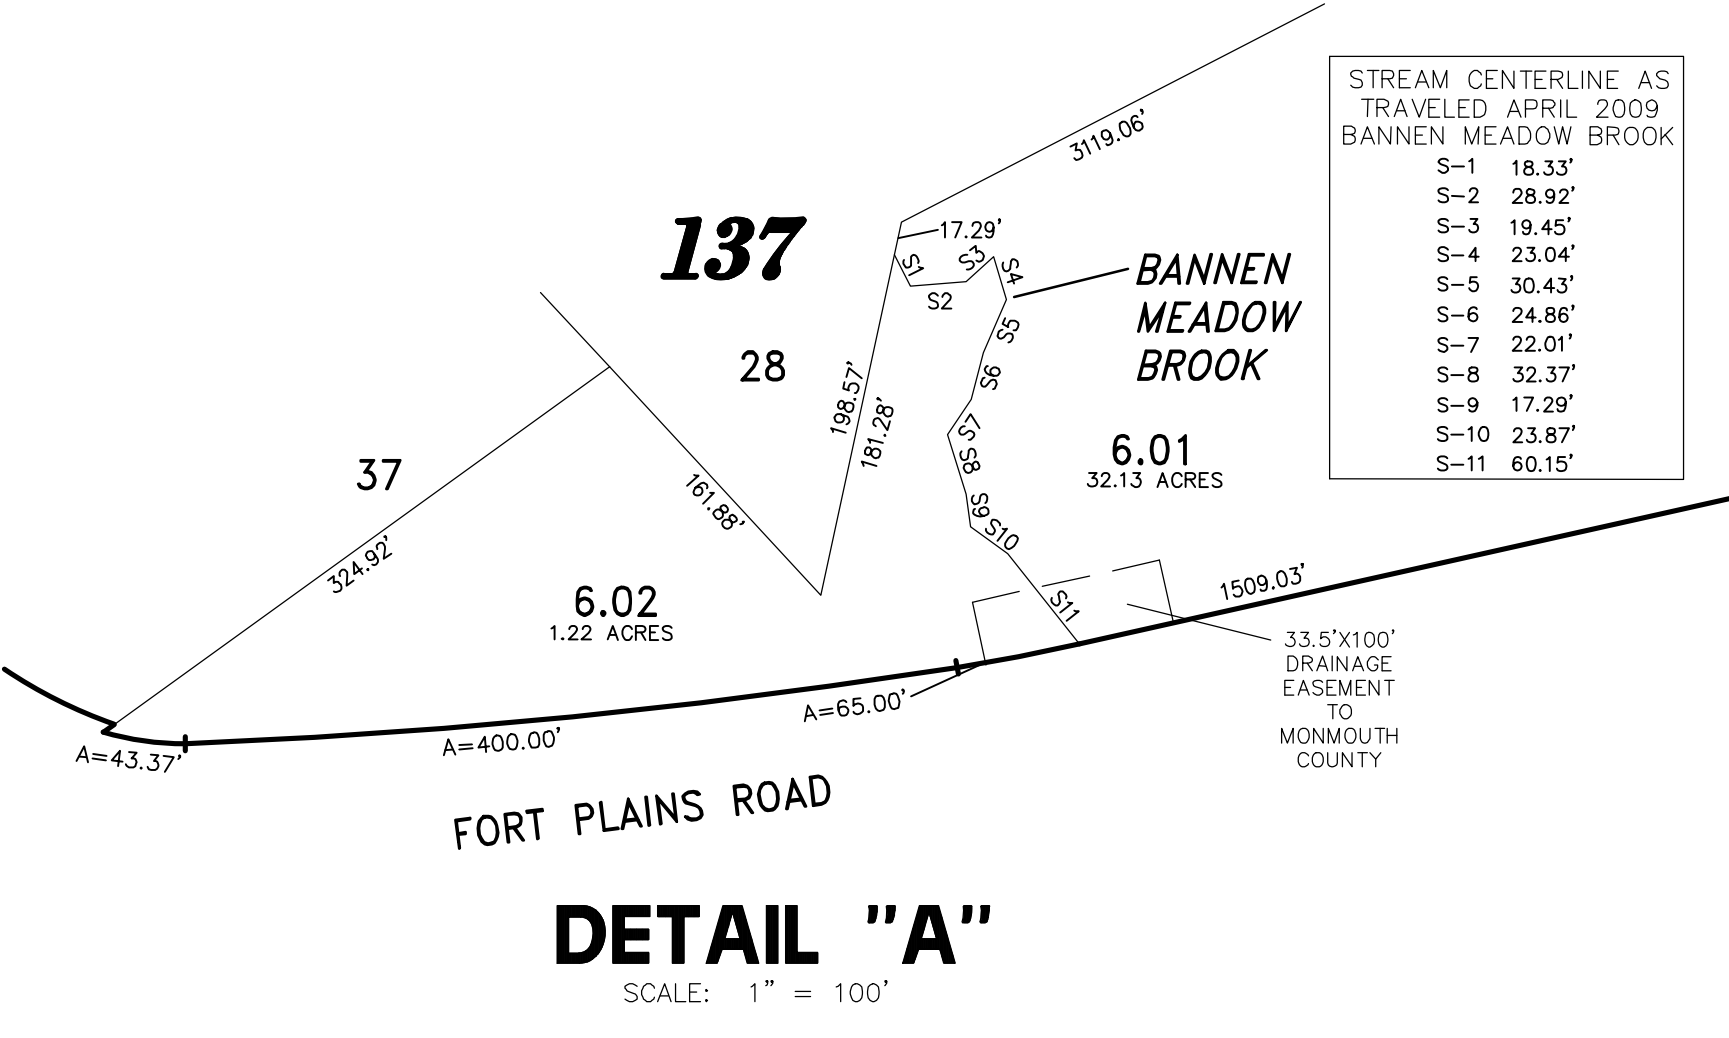 3119.06'
STREAM CENTERLINE AS
TRAVELED APRIL 2009
BANNEN MEADOW BROOK
S-1 18.33'
S-2 28.92'
S-3 19.45'
S-4 23.04'
S-5 30.43'
S-6 24.86'
S-7 22.01'
S-8 32.37'
S-9 17.29'
S-10 23.87'
S-11 60.15'
137
17.29'
S1
S2
S3
S4
S5
S6
S7
S8
S9
S10
S11
BANNEN
MEADOW
BROOK
28
198.57'
181.28'
6.01
32.13 ACRES
37
161.88'
324.92'
6.02
1.22 ACRES
1509.03'
33.5'X100'
DRAINAGE
EASEMENT
TO
MONMOUTH
COUNTY
A=65.00'
A=400.00'
A=43.37'
FORT PLAINS ROAD
DETAIL "A"
SCALE: 1" = 100'